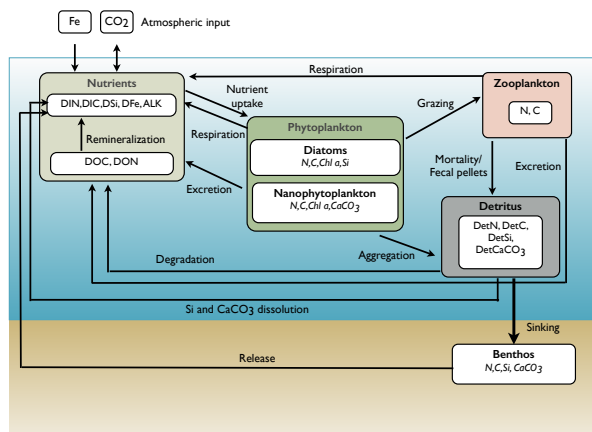 Fe
CO2
Atmospheric input
Nutrients
DIN,DIC,DSi, DFe, ALK
Remineralization
DOC, DON
Nutrient
uptake
Respiration
Respiration
Excretion
Phytoplankton
Diatoms
N,C,Chl a,Si
Nanophytoplankton
N,C,Chl a,CaCO3
Grazing
Zooplankton
N, C
Mortality/
Fecal pellets
Excretion
Detritus
DetN, DetC,
DetSi,
DetCaCO3
Aggregation
Degradation
Si and CaCO3 dissolution
Sinking
Benthos
N,C,Si, CaCO3
Release